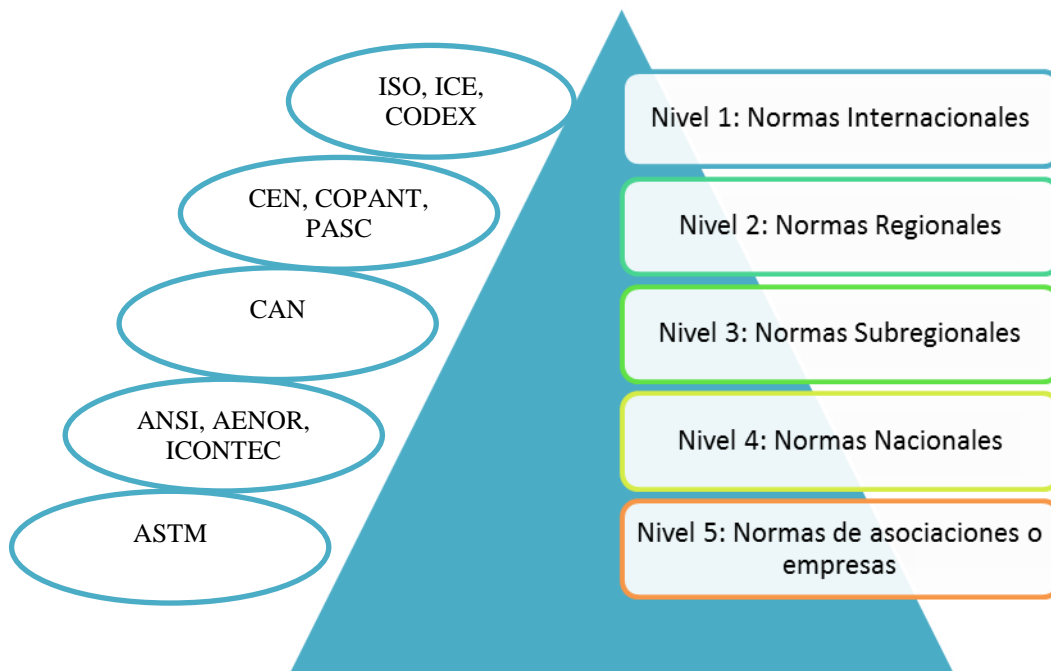 ISO, ICE,
CODEX
Nivel 1: Normas Internacionales
CEN, COPANT,
PASC
Nivel 2: Normas Regionales
CAN
Nivel 3: Normas Subregionales
ANSI, AENOR,
ICONTEC
Nivel 4: Normas Nacionales
ASTM
Nivel 5: Normas de asociaciones o
empresas